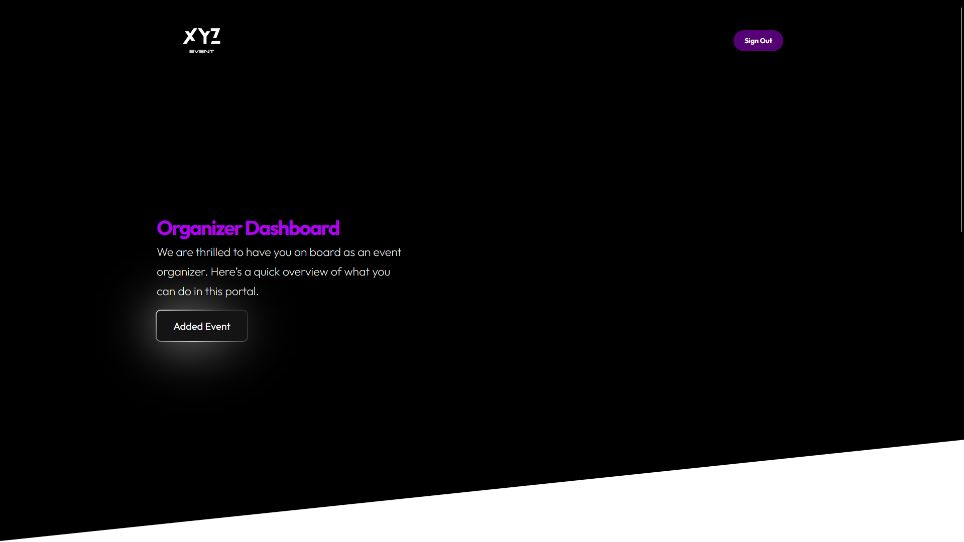 XYZ
EVENT
Sign Out
Organizer Dashboard
We are thrilled to have you on board as an event
organizer. Here's a quick overview of what you
can do in this portal.
Added Event